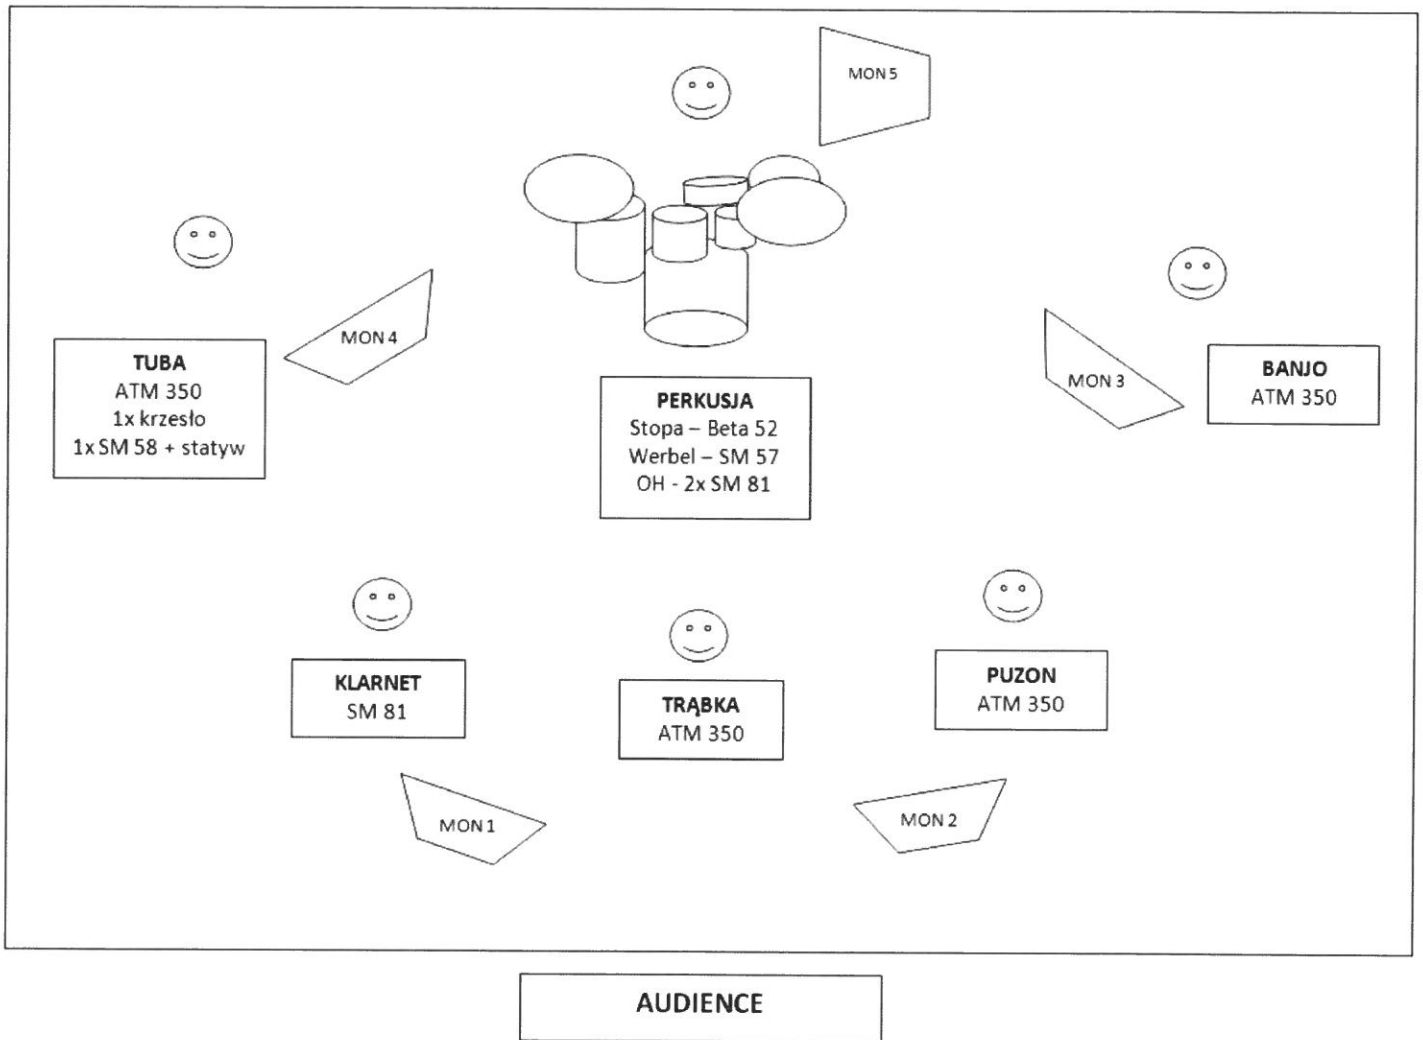 MON 5
MON 4
TUBA
ATM 350
1x krzesło
1x SM 58 + statyw
PERKUSJA
Stopa – Beta 52
Werbel – SM 57
OH - 2x SM 81
MON 3
BANJO
ATM 350
KLARNET
SM 81
TRĄBKA
ATM 350
PUZON
ATM 350
MON 1
MON 2
AUDIENCE